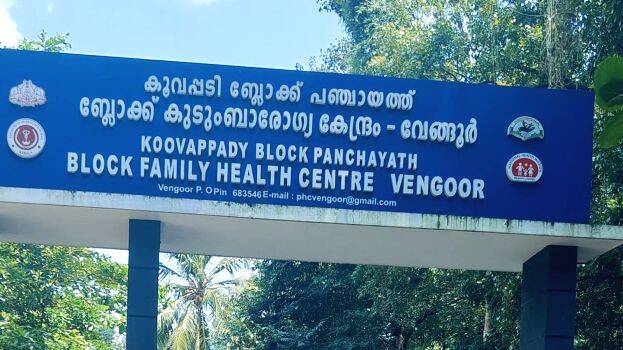 കൂവപ്പടി ബ്ലോക്ക് പഞ്ചായത്ത്
ബ്ലോക്ക് കുടുംബാരോഗ്യ കേന്ദ്രം - വേങ്ങൂർ
KOOVAPPADY BLOCK PANCHAYATH
BLOCK FAMILY HEALTH CENTRE VENGOOR
Vengoor P. O Pin 683546 E-mail : phcvengoor@gmail.com